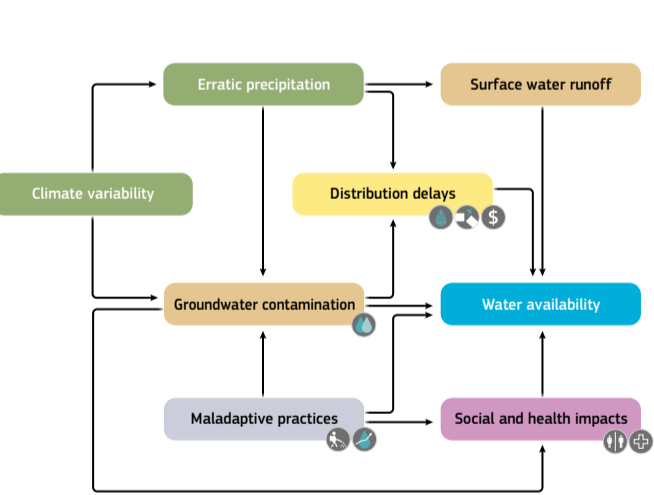 Erratic precipitation
Surface water runoff
Climate variability
Distribution delays
$
Groundwater contamination
Water availability
Maladaptive practices
Social and health impacts